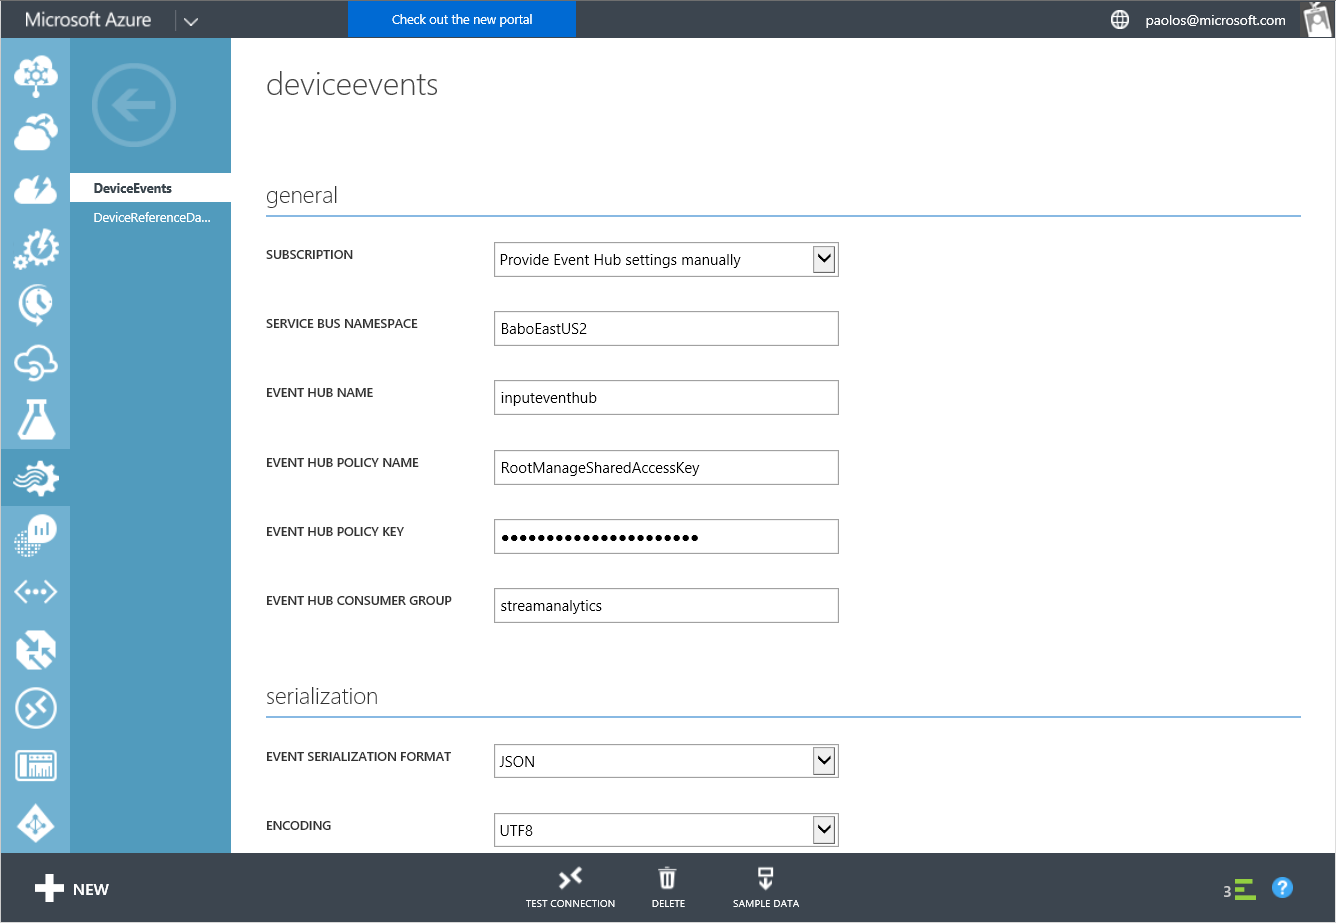 Microsoft Azure
Check out the new portal
paolos@microsoft.com
deviceevents
DeviceEvents
DeviceReferenceDa...
general
SUBSCRIPTION
Provide Event Hub settings manually
SERVICE BUS NAMESPACE
BaboEastUS2
EVENT HUB NAME
inputeventhub
EVENT HUB POLICY NAME
RootManageSharedAccessKey
EVENT HUB POLICY KEY
●●●●●●●●●●●●●●●●●●●●●●
EVENT HUB CONSUMER GROUP
streamanalytics
serialization
EVENT SERIALIZATION FORMAT
JSON
ENCODING
UTF8
NEW
TEST CONNECTION
DELETE
SAMPLE DATA
3
?